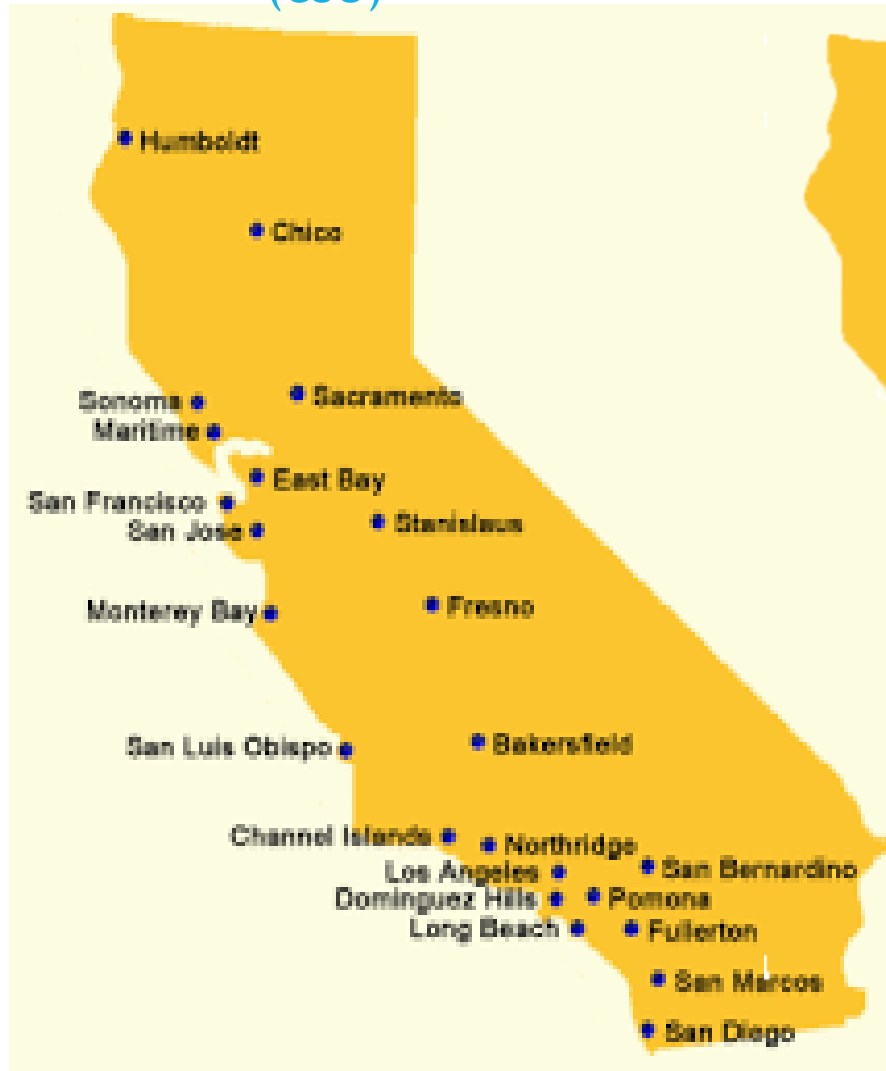 (CSU)
Humboldt
Chico
Sonoma
Sacramento
Maritime
East Bay
San Francisco
Stanislaus
San Jose
Monterey Bay
Fresno
San Luis Obispo
Bakersfield
Channel Islands
Northridge
Los Angeles
San Bernardino
Dominguez Hills
Pomona
Long Beach
Fullerton
San Marcos
San Diego